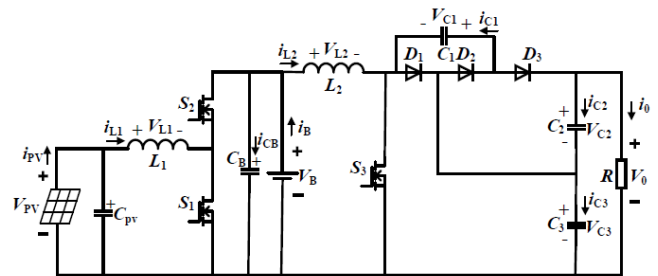 - V_C1 + i_C1
i_L2 + V_L2 - C_1 D_1 D_2 D_3
L_2
S_2
i_L1 + V_L1 - i_CB i_B + i_C2 i_0
i_PV L_1 C_B + + C_2 - V_C2 +
+ V_B S_3 R V_0
V_PV + S_1 - + i_C3 -
- C_pv C_3 - V_C3